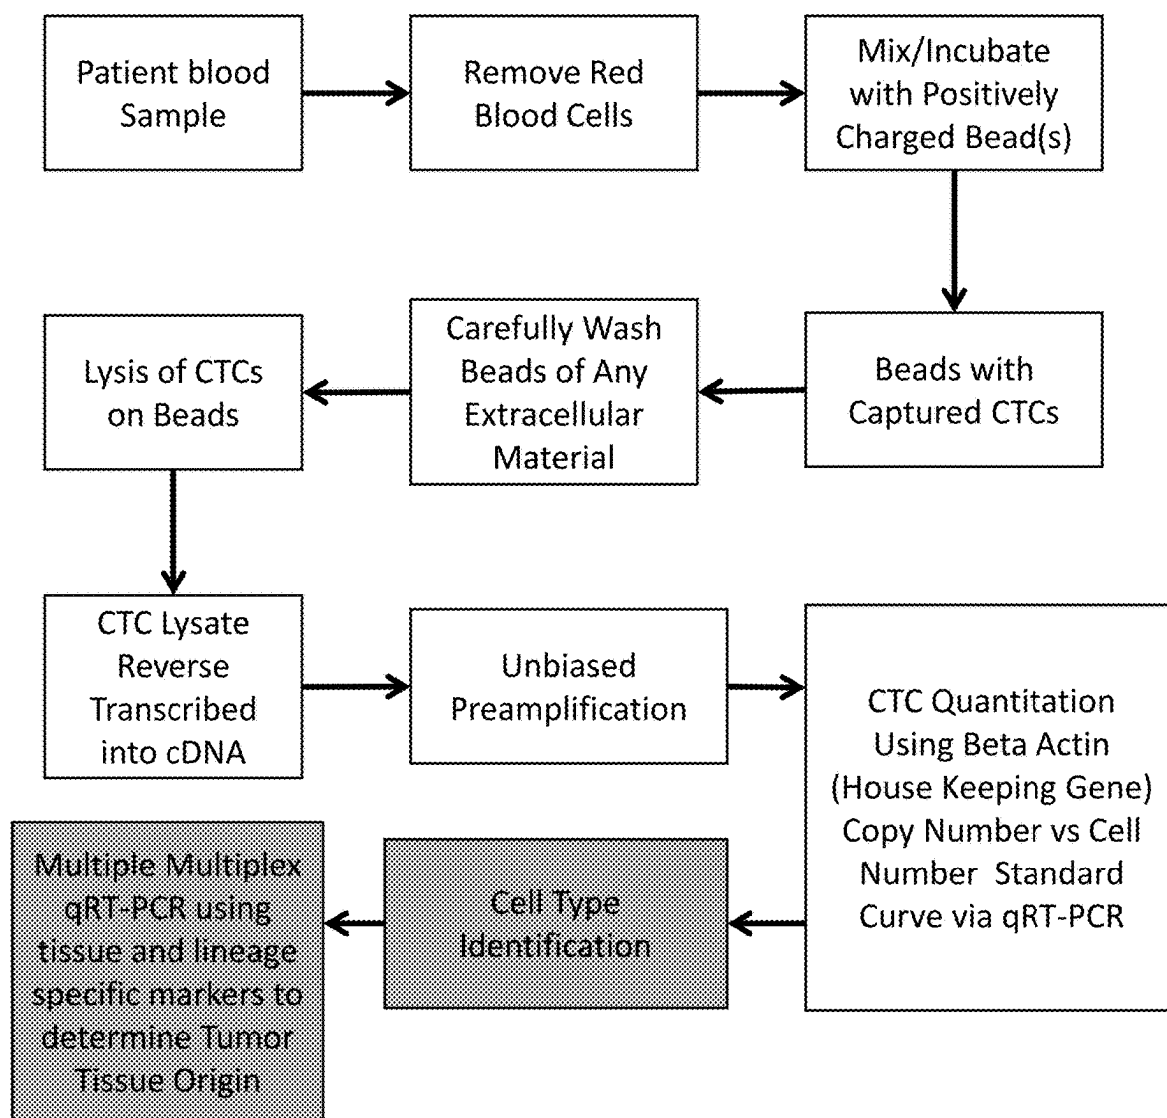 Patient blood
Sample
Remove Red
Blood Cells
Mix/Incubate
with Positively
Charged Bead(s)
Beads with
Captured CTCs
Carefully Wash
Beads of Any
Extracellular
Material
Lysis of CTCs
on Beads
CTC Lysate
Reverse
Transcribed
into cDNA
Unbiased
Preamplification
CTC Quantitation
Using Beta Actin
(House Keeping Gene)
Copy Number vs Cell
Number Standard
Curve via qRT-PCR
Cell Type
Identification
Multiple Multiplex
qRT-PCR using
tissue and lineage
specific markers to
determine Tumor
Tissue Origin